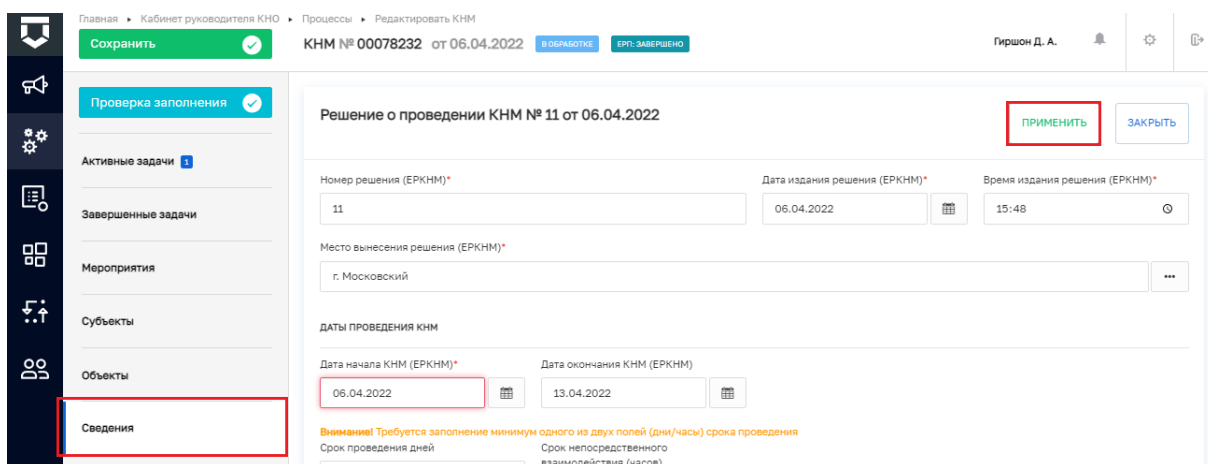 Главная ▸ Кабинет руководителя КНО ▸ Процессы ▸ Редактировать КНМ
Сохранить
КНМ № 00078232 от 06.04.2022 В ОБРАБОТКЕ ЕРП: ЗАВЕРШЕНО
Гиршон Д. А.
Проверка заполнения
Активные задачи 1
Завершенные задачи
Мероприятия
Субъекты
Объекты
Сведения
Решение о проведении КНМ № 11 от 06.04.2022
ПРИМЕНИТЬ ЗАКРЫТЬ
Номер решения (ЕРКНМ)* Дата издания решения (ЕРКНМ)* Время издания решения (ЕРКНМ)*
11 06.04.2022 15:48
Место вынесения решения (ЕРКНМ)*
г. Московский
ДАТЫ ПРОВЕДЕНИЯ КНМ
Дата начала КНМ (ЕРКНМ)* Дата окончания КНМ (ЕРКНМ)
06.04.2022 13.04.2022
Внимание! Требуется заполнение минимум одного из двух полей (дни/часы) срока проведения
Срок проведения дней Срок непосредственного
взаимодействия (часов)